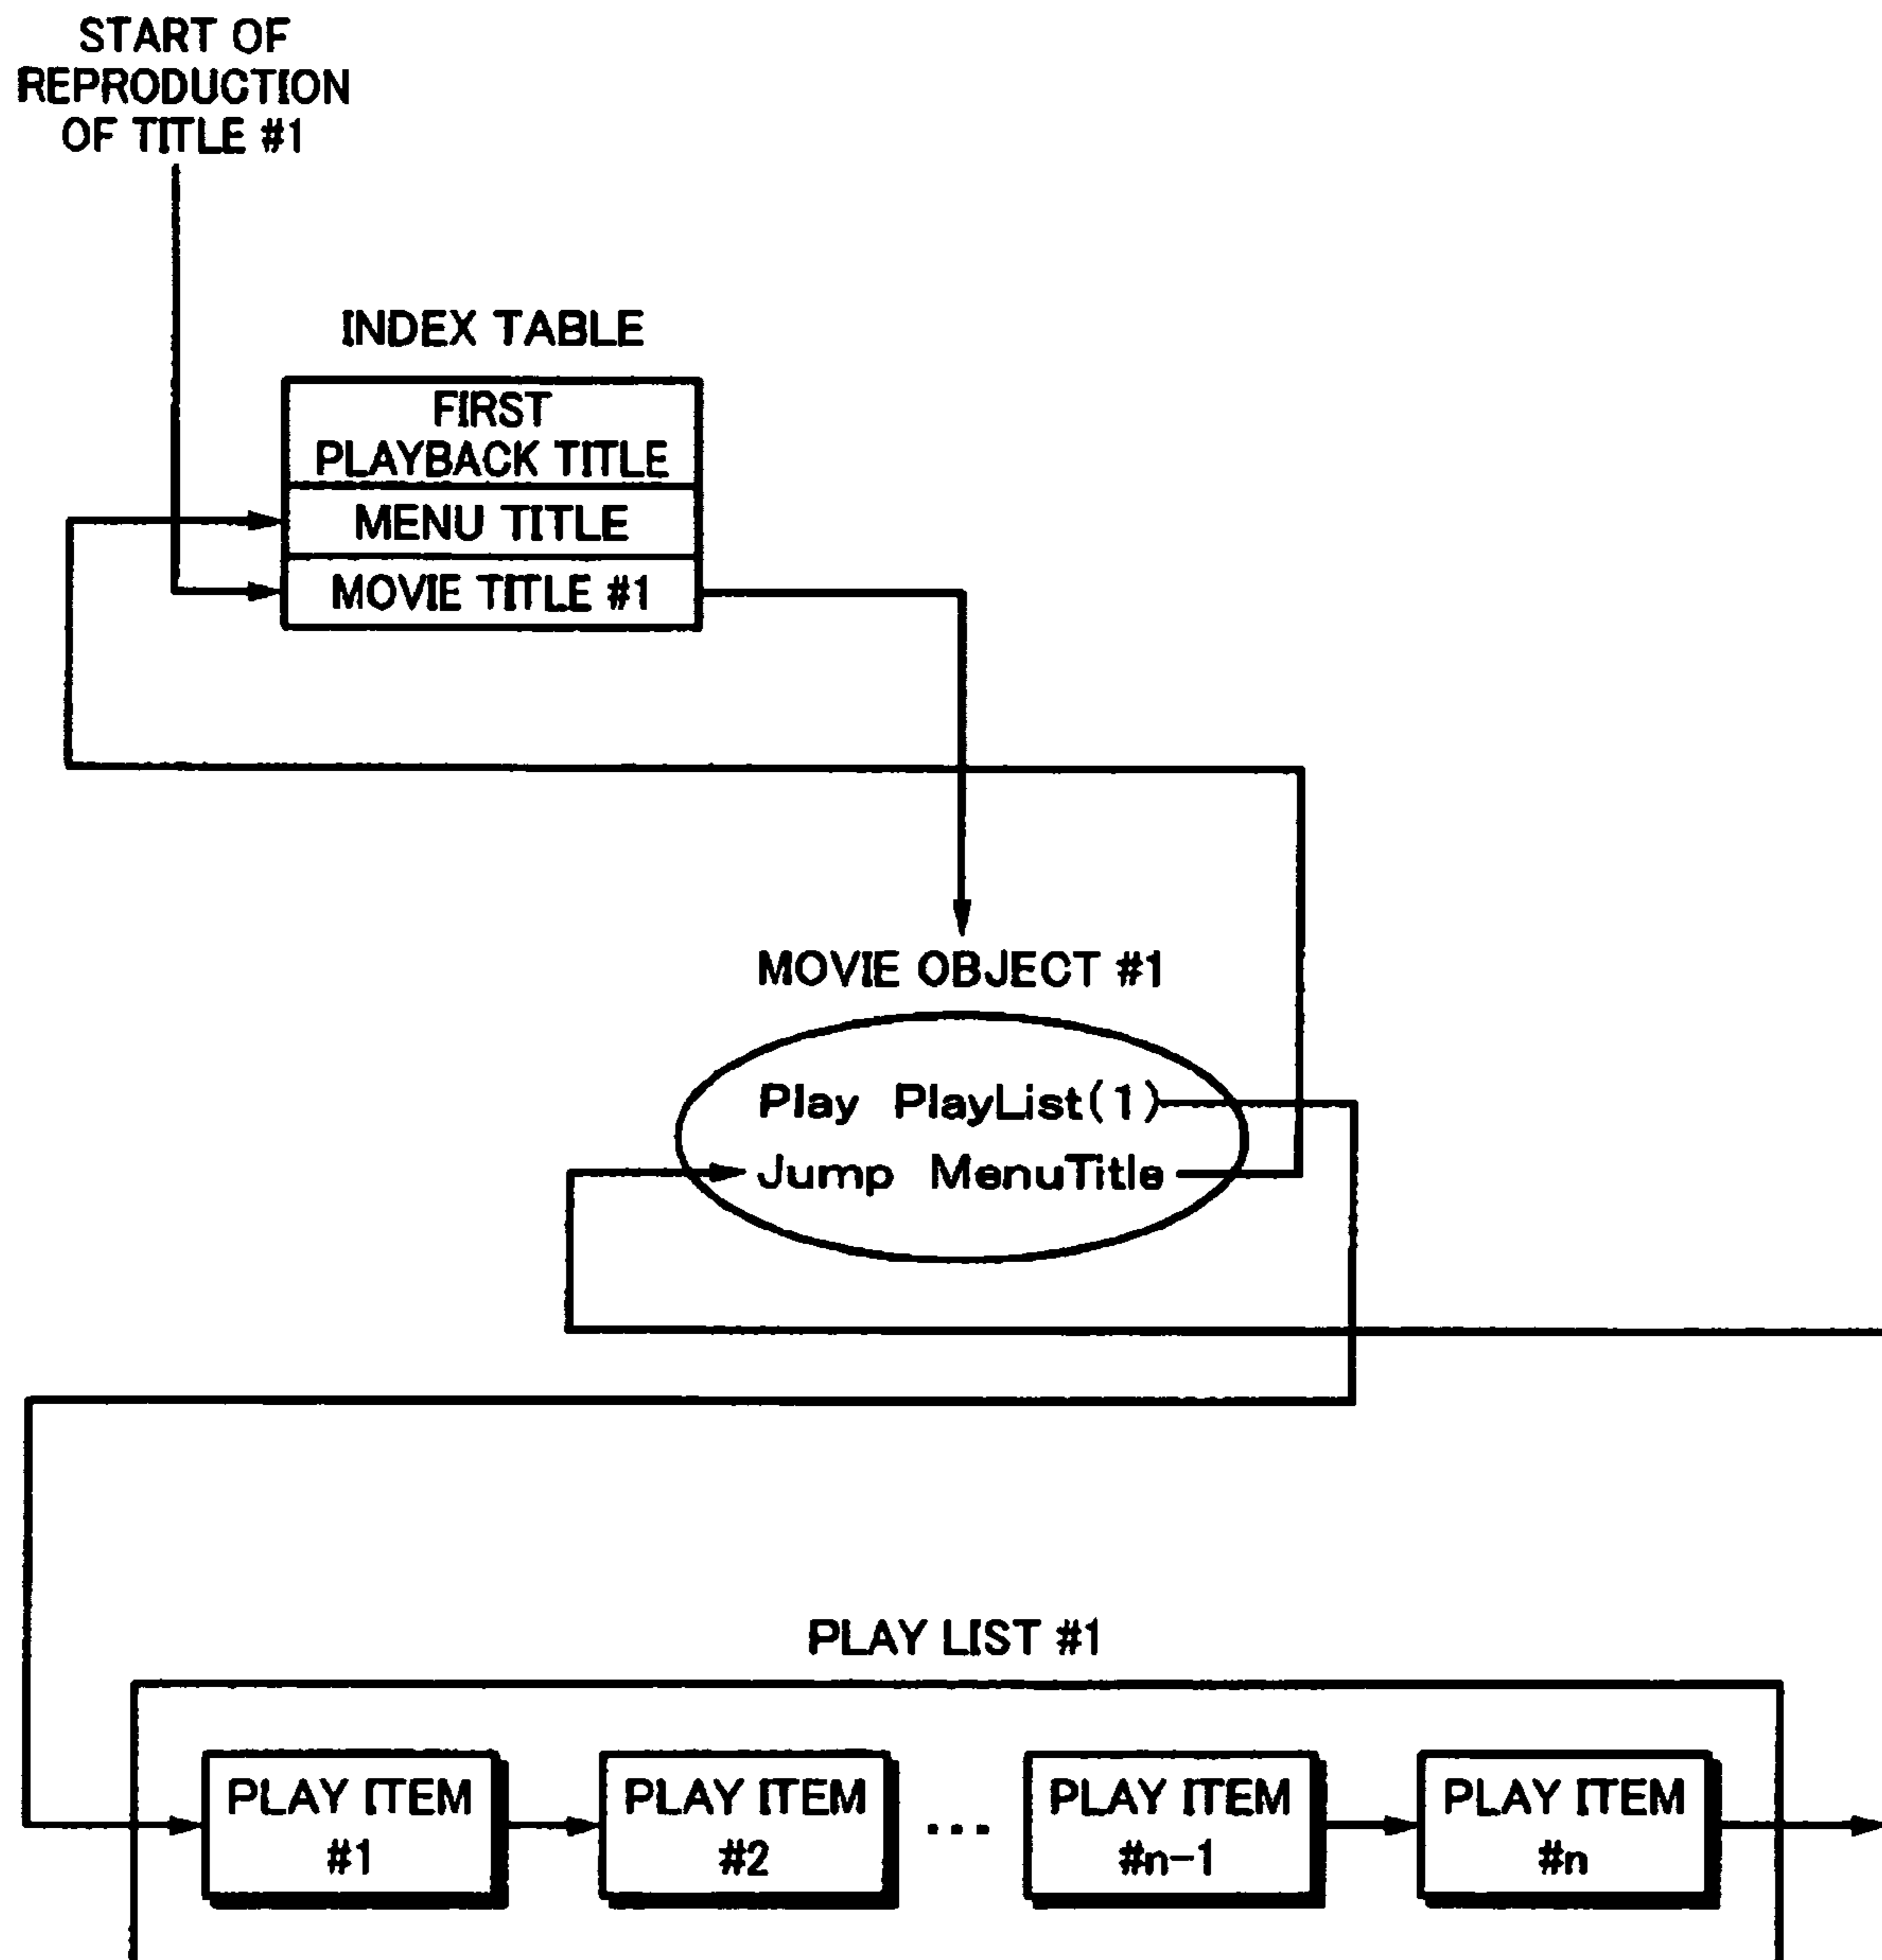 START OF
REPRODUCTION
OF TITLE #1
INDEX TABLE
FIRST
PLAYBACK TITLE
MENU TITLE
MOVIE TITLE #1
MOVIE OBJECT #1
Play PlayList(1)
Jump MenuTitle
PLAY LIST #1
PLAY ITEM
#1
PLAY ITEM
#2
...
PLAY ITEM
#n-1
PLAY ITEM
#n